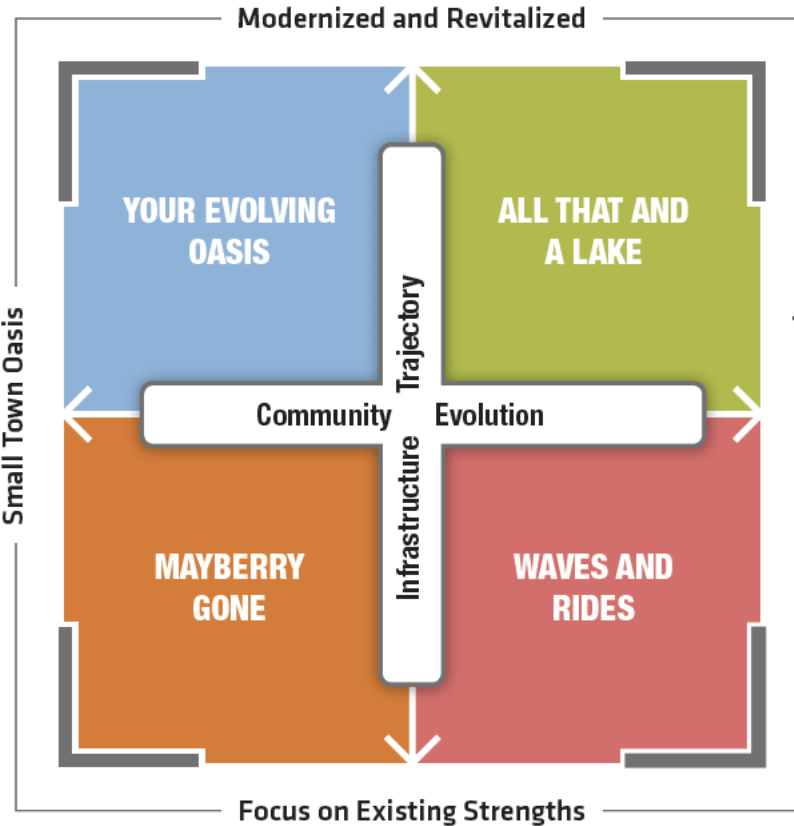 Modernized and Revitalized
YOUR EVOLVING
OASIS
ALL THAT AND
A LAKE
Small Town Oasis
Infrastructure Trajectory
Community Evolution
MAYBERRY
GONE
WAVES AND
RIDES
Focus on Existing Strengths